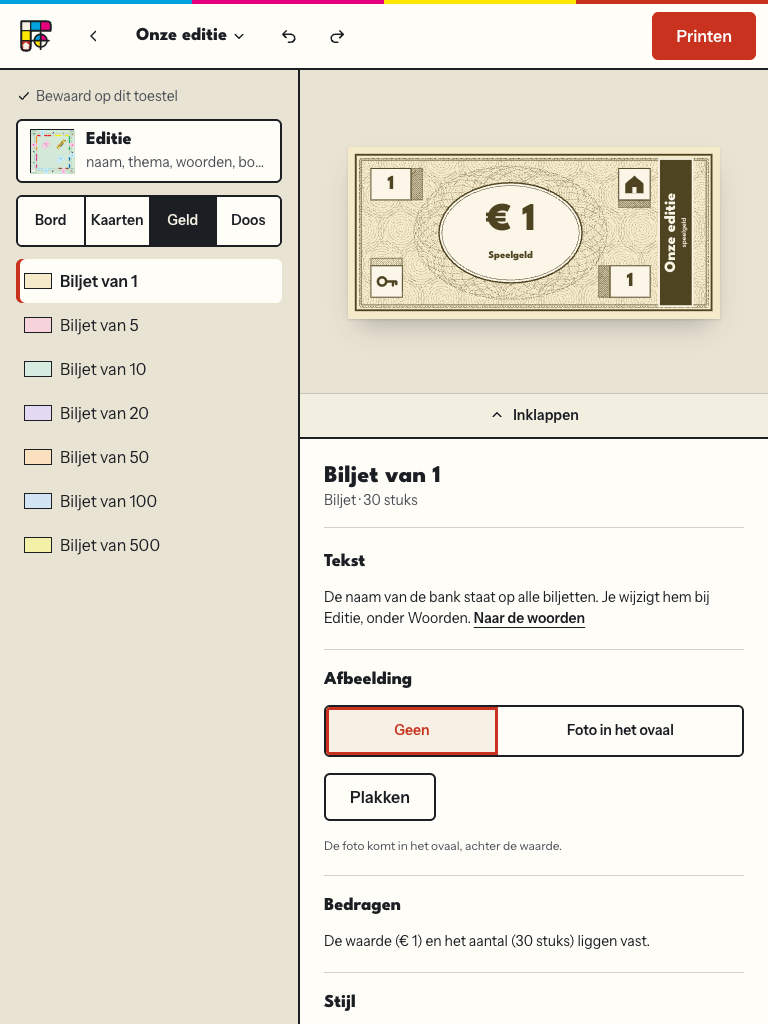 Onze editie
Printen
Bewaard op dit toestel
Editie
naam, thema, woorden, bo...
Bord
Kaarten
Geld
Doos
Biljet van 1
Biljet van 5
Biljet van 10
Biljet van 20
Biljet van 50
Biljet van 100
Biljet van 500
1
€ 1
Speelgeld
1
Onze editie
speelgeld
Inklappen
Biljet van 1
Biljet · 30 stuks
Tekst
De naam van de bank staat op alle biljetten. Je wijzigt hem bij
Editie, onder Woorden. Naar de woorden
Afbeelding
Geen
Foto in het ovaal
Plakken
De foto komt in het ovaal, achter de waarde.
Bedragen
De waarde (€ 1) en het aantal (30 stuks) liggen vast.
Stijl